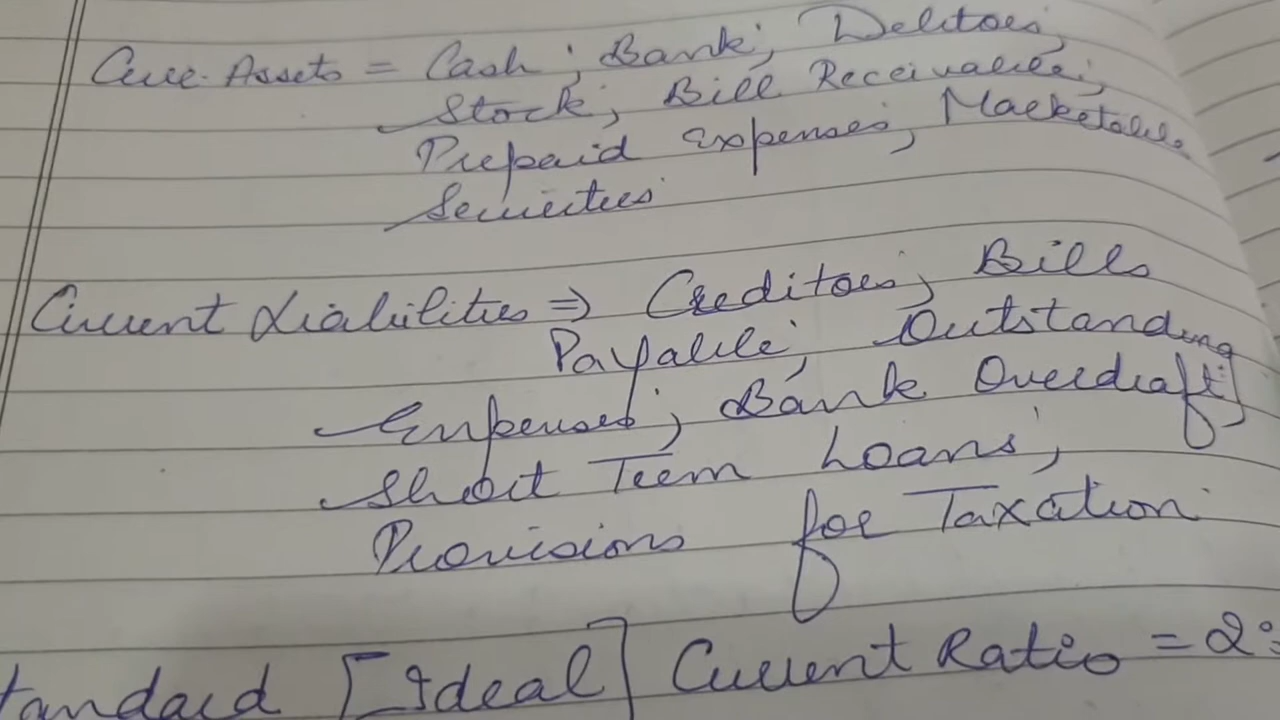 Curr. Assets = Cash, Bank, Debtors,
Stock, Bill Receivable,
Prepaid expenses, Marketable
Securities
Current Liabilities ⇒ Creditors, Bills
Payable, Outstanding
Expenses, Bank Overdraft,
Short Term Loans,
Provisions for Taxation
tandard [Ideal] Current Ratio = 2: